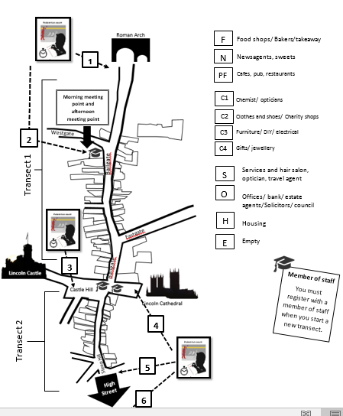 Roman Arch
1
Morning meeting
point and
afternoon
meeting point
Westgate
2
Bailgate
Transect1
Eastgate
Bailgate
3
Lincoln Castle
Castle Hill
Lincoln Cathedral
4
Transect 2
5
High
Street
6
F Food shops/ Bakers/takeaway
N Newsagents, sweets
PF Cafes, pub, restaurants
C1 Chemist/ opticians
C2 Clothes and shoes/ Charity shops
C3 Furniture/ DIY/ electrical
C4 Gifts/ jewellery
S Services and hair salon,
optician, travel agent
O Offices/ bank/ estate
agents/Solicitors/ council
H Housing
E Empty
Member of staff
You must
register with a
member of staff
when you start a
new transect.